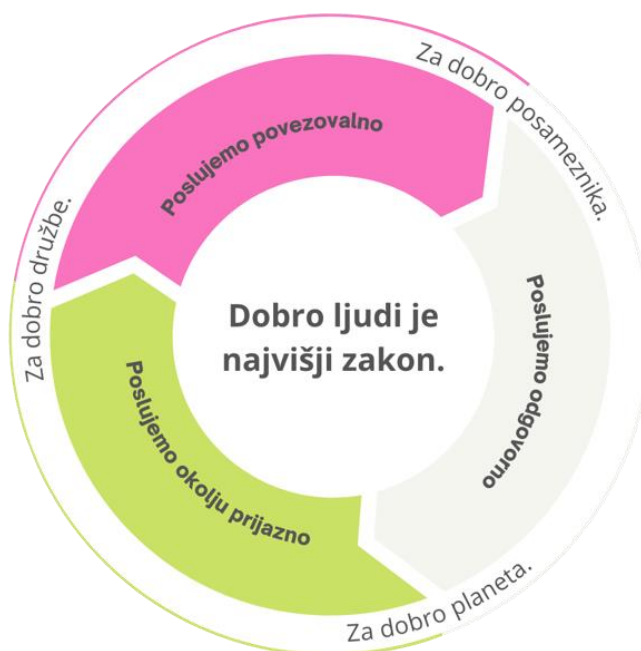 Za dobro posameznika.
Poslujemo povezovalno
Za dobro družbe.
Dobro ljudi je
najvišji zakon.
Poslujemo odgovorno
Poslujemo okolju prijazno
Za dobro planeta.